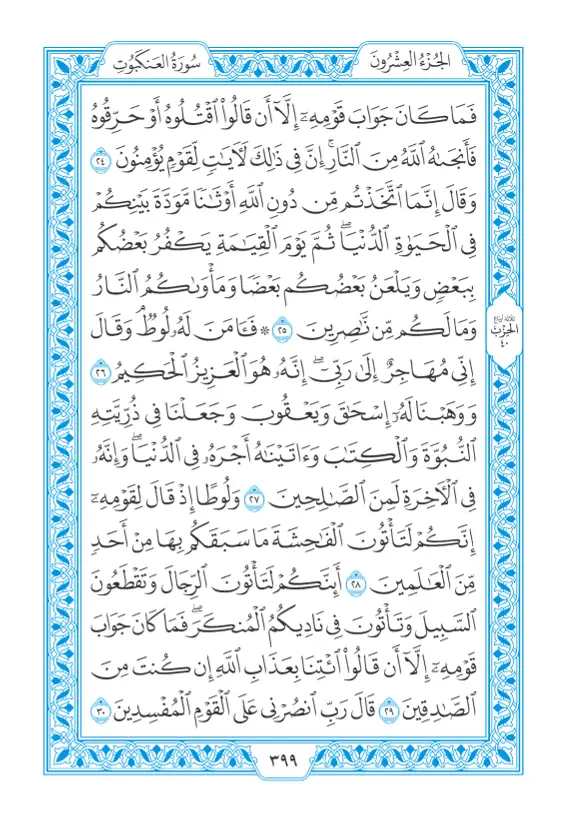 الجُزْءُ العِشْرُونَ
سُورَةُ العَنكَبُوتِ
فَمَا كَانَ جَوَابَ قَوْمِهِۦٓ إِلَّآ أَن قَالُوا۟ ٱقْتُلُوهُ أَوْ حَرِّقُوهُ
فَأَنجَىٰهُ ٱللَّهُ مِنَ ٱلنَّارِۚ إِنَّ فِى ذَٰلِكَ لَـَٔايَـٰتٍ لِّقَوْمٍ يُؤْمِنُونَ ٢٤
وَقَالَ إِنَّمَا ٱتَّخَذْتُم مِّن دُونِ ٱللَّهِ أَوْثَـٰنًا مَّوَدَّةَ بَيْنِكُمْ
فِى ٱلْحَيَوٰةِ ٱلدُّنْيَاۖ ثُمَّ يَوْمَ ٱلْقِيَـٰمَةِ يَكْفُرُ بَعْضُكُم
بِبَعْضٍ وَيَلْعَنُ بَعْضُكُم بَعْضًا وَمَأْوَىٰكُمُ ٱلنَّارُ
وَمَا لَكُم مِّن نَّـٰصِرِينَ ٢٥ ۞ فَـَٔامَنَ لَهُۥ لُوطٌۘ وَقَالَ
إِنِّى مُهَاجِرٌ إِلَىٰ رَبِّىٓۖ إِنَّهُۥ هُوَ ٱلْعَزِيزُ ٱلْحَكِيمُ ٢٦
وَوَهَبْنَا لَهُۥٓ إِسْحَـٰقَ وَيَعْقُوبَ وَجَعَلْنَا فِى ذُرِّيَّتِهِ
ٱلنُّبُوَّةَ وَٱلْكِتَـٰبَ وَءَاتَيْنَـٰهُ أَجْرَهُۥ فِى ٱلدُّنْيَاۖ وَإِنَّهُۥ
فِى ٱلْـَٔاخِرَةِ لَمِنَ ٱلصَّـٰلِحِينَ ٢٧ وَلُوطًا إِذْ قَالَ لِقَوْمِهِۦٓ
إِنَّكُمْ لَتَأْتُونَ ٱلْفَـٰحِشَةَ مَا سَبَقَكُم بِهَا مِنْ أَحَدٍ
مِّنَ ٱلْعَـٰلَمِينَ ٢٨ أَئِنَّكُمْ لَتَأْتُونَ ٱلرِّجَالَ وَتَقْطَعُونَ
ٱلسَّبِيلَ وَتَأْتُونَ فِى نَادِيكُمُ ٱلْمُنكَرَۖ فَمَا كَانَ جَوَابَ
قَوْمِهِۦٓ إِلَّآ أَن قَالُوا۟ ٱئْتِنَا بِعَذَابِ ٱللَّهِ إِن كُنتَ مِنَ
ٱلصَّـٰدِقِينَ ٢٩ قَالَ رَبِّ ٱنصُرْنِى عَلَى ٱلْقَوْمِ ٱلْمُفْسِدِينَ ٣٠
ثلاثة أرباع
الحِزْب
٤٠
٣٩٩